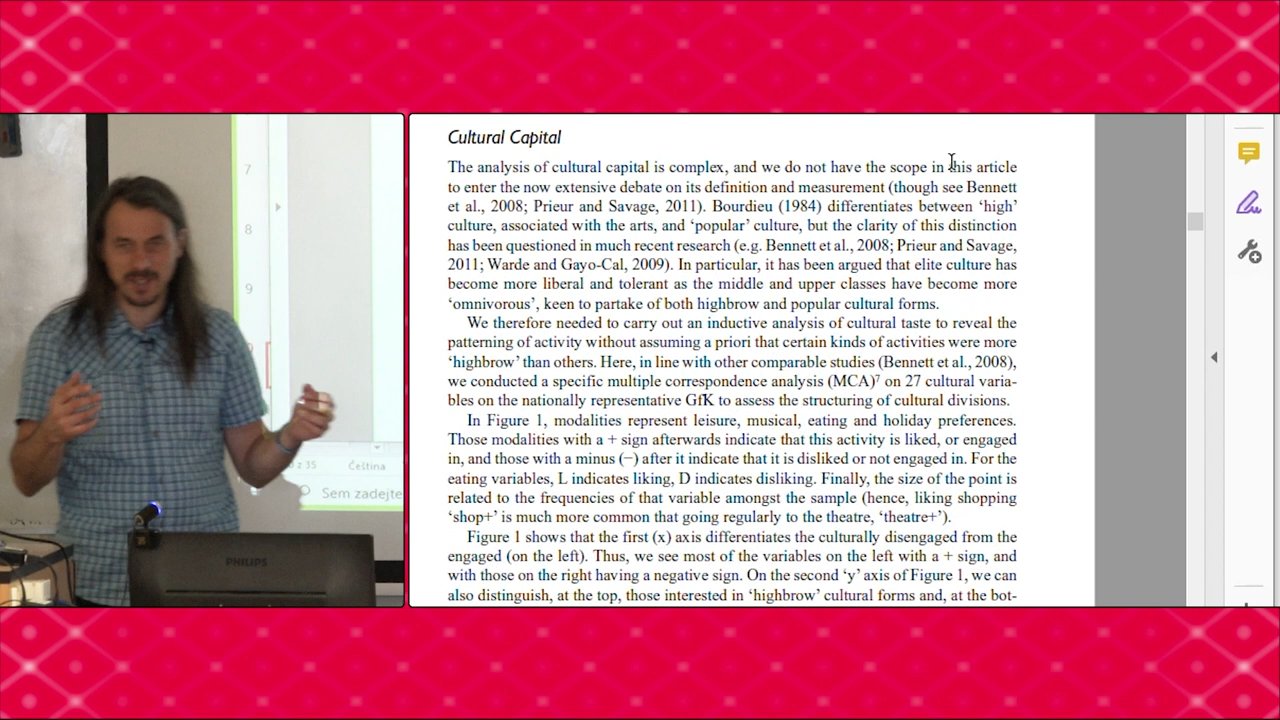 7
8
9
z 35
Čeština
Sem zadejte
PHILIPS
Cultural Capital
The analysis of cultural capital is complex, and we do not have the scope in this article
to enter the now extensive debate on its definition and measurement (though see Bennett
et al., 2008; Prieur and Savage, 2011). Bourdieu (1984) differentiates between ‘high’
culture, associated with the arts, and ‘popular’ culture, but the clarity of this distinction
has been questioned in much recent research (e.g. Bennett et al., 2008; Prieur and Savage,
2011; Warde and Gayo-Cal, 2009). In particular, it has been argued that elite culture has
become more liberal and tolerant as the middle and upper classes have become more
‘omnivorous’, keen to partake of both highbrow and popular cultural forms.
We therefore needed to carry out an inductive analysis of cultural taste to reveal the
patterning of activity without assuming a priori that certain kinds of activities were more
‘highbrow’ than others. Here, in line with other comparable studies (Bennett et al., 2008),
we conducted a specific multiple correspondence analysis (MCA)⁷ on 27 cultural varia-
bles on the nationally representative GfK to assess the structuring of cultural divisions.
In Figure 1, modalities represent leisure, musical, eating and holiday preferences.
Those modalities with a + sign afterwards indicate that this activity is liked, or engaged
in, and those with a minus (−) after it indicate that it is disliked or not engaged in. For the
eating variables, L indicates liking, D indicates disliking. Finally, the size of the point is
related to the frequencies of that variable amongst the sample (hence, liking shopping
‘shop+’ is much more common that going regularly to the theatre, ‘theatre+’).
Figure 1 shows that the first (x) axis differentiates the culturally disengaged from the
engaged (on the left). Thus, we see most of the variables on the left with a + sign, and
with those on the right having a negative sign. On the second ‘y’ axis of Figure 1, we can
also distinguish, at the top, those interested in ‘highbrow’ cultural forms and, at the bot-